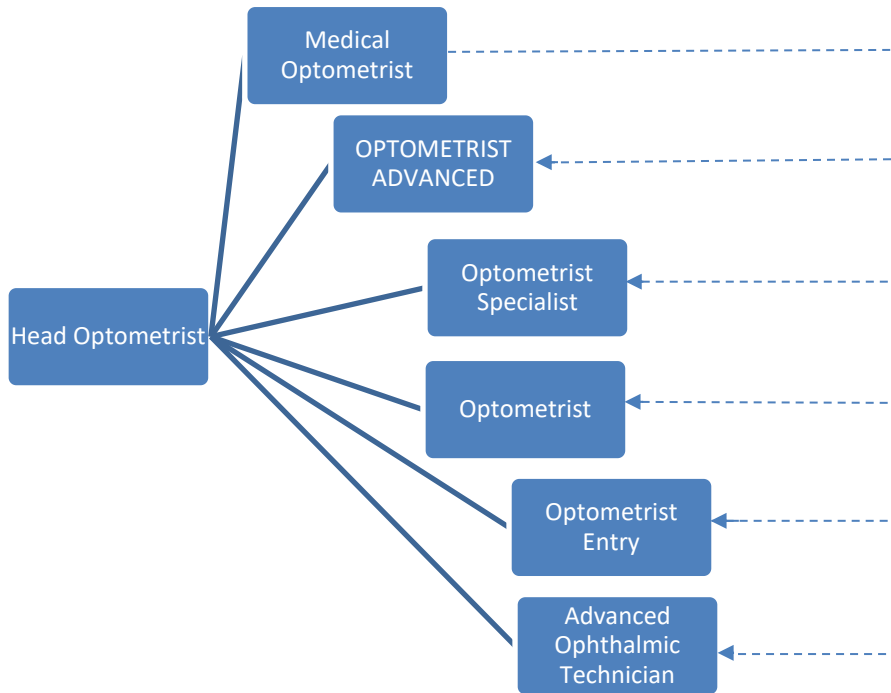 Medical
Optometrist
OPTOMETRIST
ADVANCED
Optometrist
Specialist
Head Optometrist
Optometrist
Optometrist
Entry
Advanced
Ophthalmic
Technician